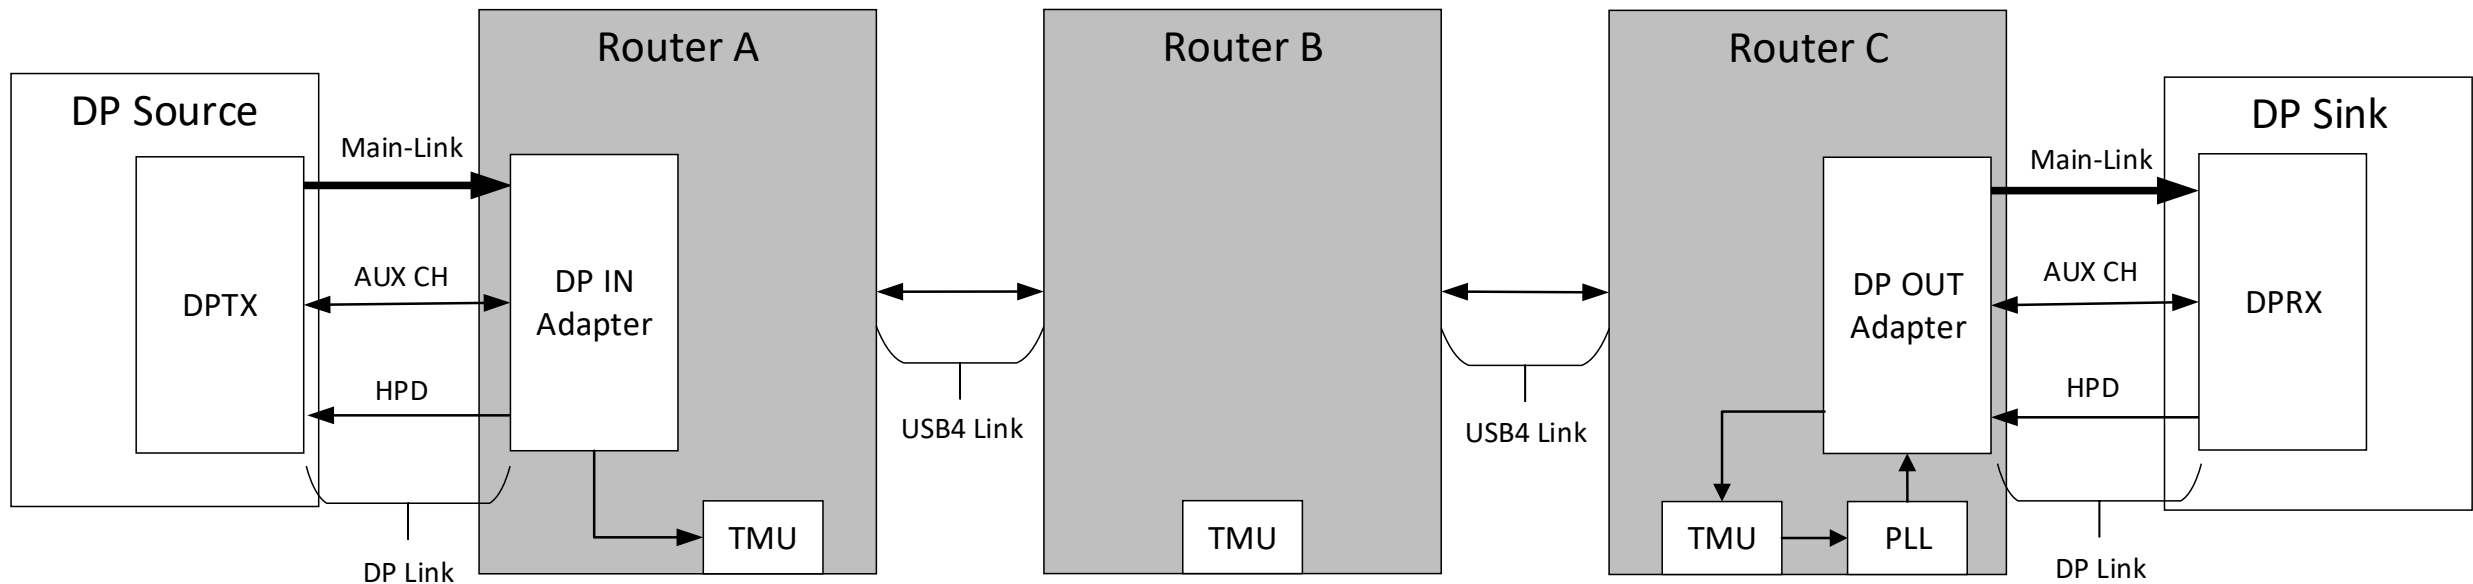 Router A
Router B
Router C
DP Source
DP Sink
Main-Link
Main-Link
AUX CH
AUX CH
DPTX
DP IN
Adapter
DP OUT
Adapter
DPRX
HPD
HPD
USB4 Link
USB4 Link
TMU
TMU
TMU
PLL
DP Link
DP Link